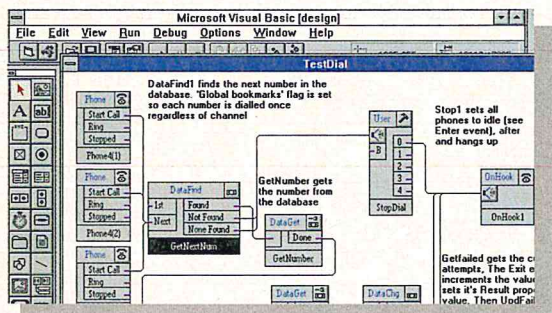 Microsoft Visual Basic [design]
File Edit View Run Debug Options Window Help
TestDial
DataFind1 finds the next number in the
database. 'Global bookmarks' flag is set
so each number is dialled once
regardless of channel
Phone
Start Call
Ring
Stopped
Phone4(1)
Phone
Start Call
Ring
Stopped
Phone4(2)
Phone
Start Call
Ring
Stopped
DataFind
1st
Next
Found
Not Found
None Found
GetNextNum
GetNumber gets
the number from
the database
DataGet
Done
GetNumber
User
B
0
1
2
3
4
StopDial
Stop1 sets all
phones to idle (see
Enter event), after
and hangs up
OnHook
OnHook1
Getfailed gets the
attempts, The Exit e
increments the valu
sets it's Result prop
value. Then UpdFai
DataGet
DataChg